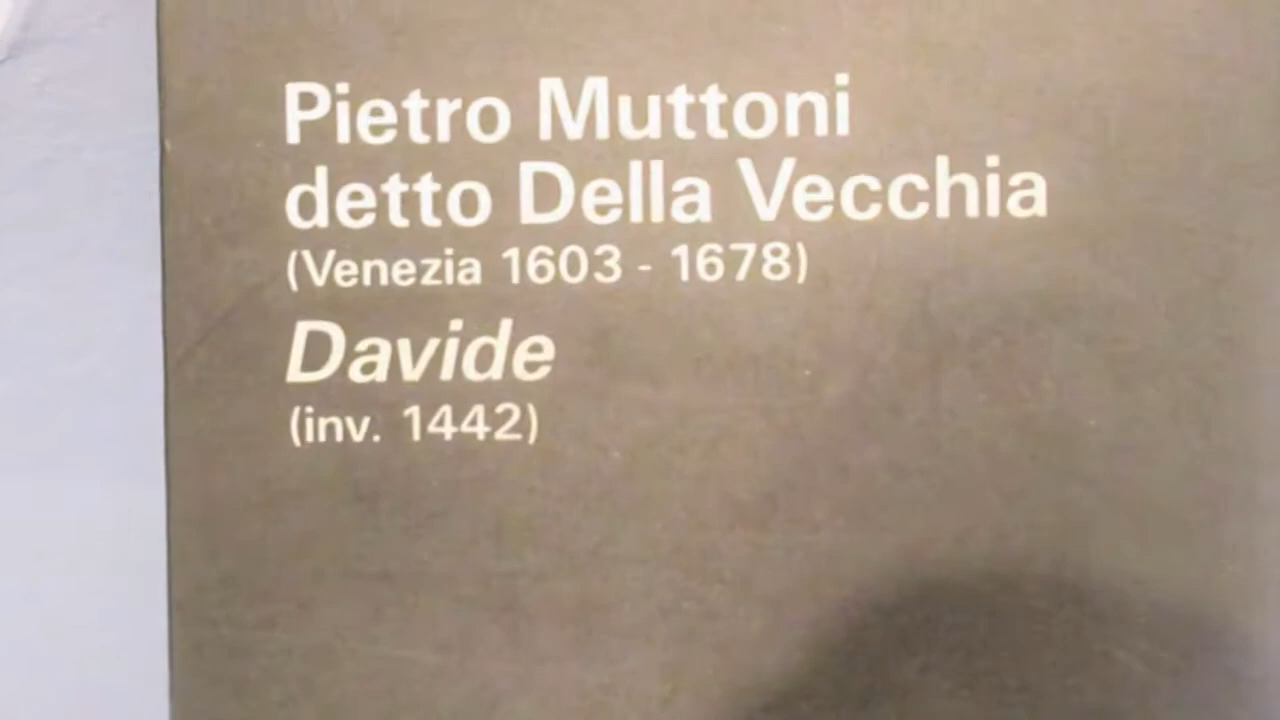 Pietro Muttoni
detto Della Vecchia
(Venezia 1603 - 1678)
Davide
(inv. 1442)